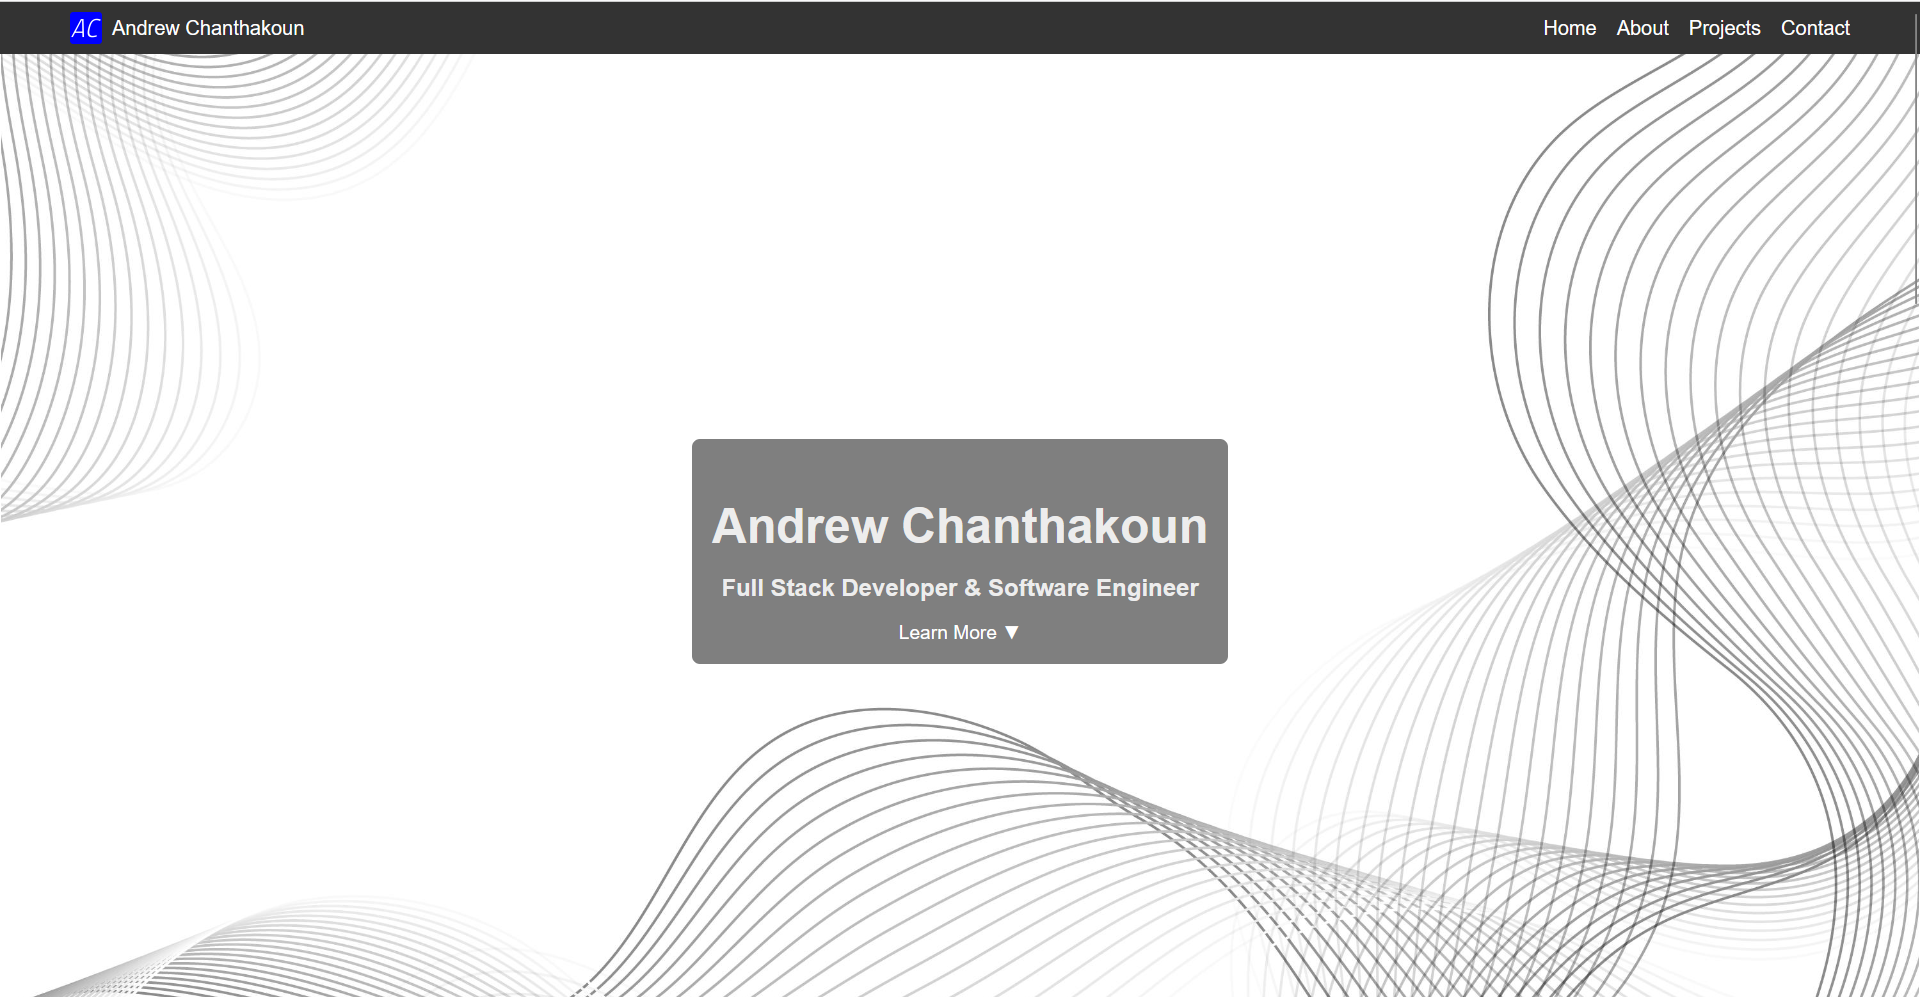 AC Andrew Chanthakoun Home About Projects Contact
Andrew Chanthakoun
Full Stack Developer & Software Engineer
Learn More ▼